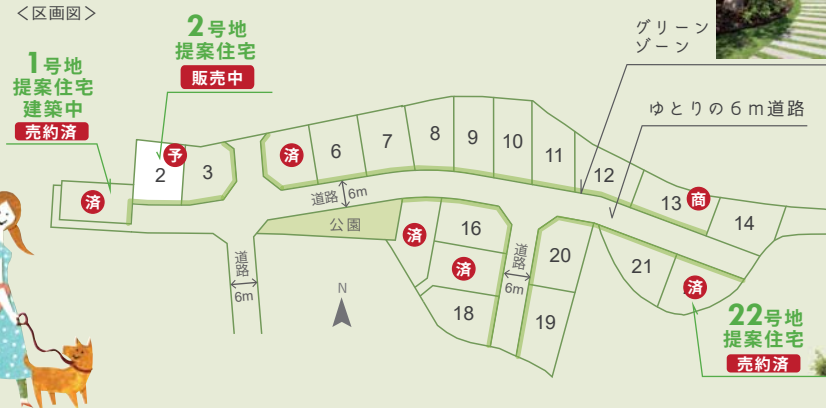 <区画図>
1号地
提案住宅
建築中
売約済
2号地
提案住宅
販売中
グリーン
ゾーン
ゆとりの6m道路
済
2
予
3
済
6
7
8
9
10
11
12
13
商
14
道路
6m
公園
済
16
済
18
道路
6m
道路
6m
20
19
21
済
N
22号地
提案住宅
売約済